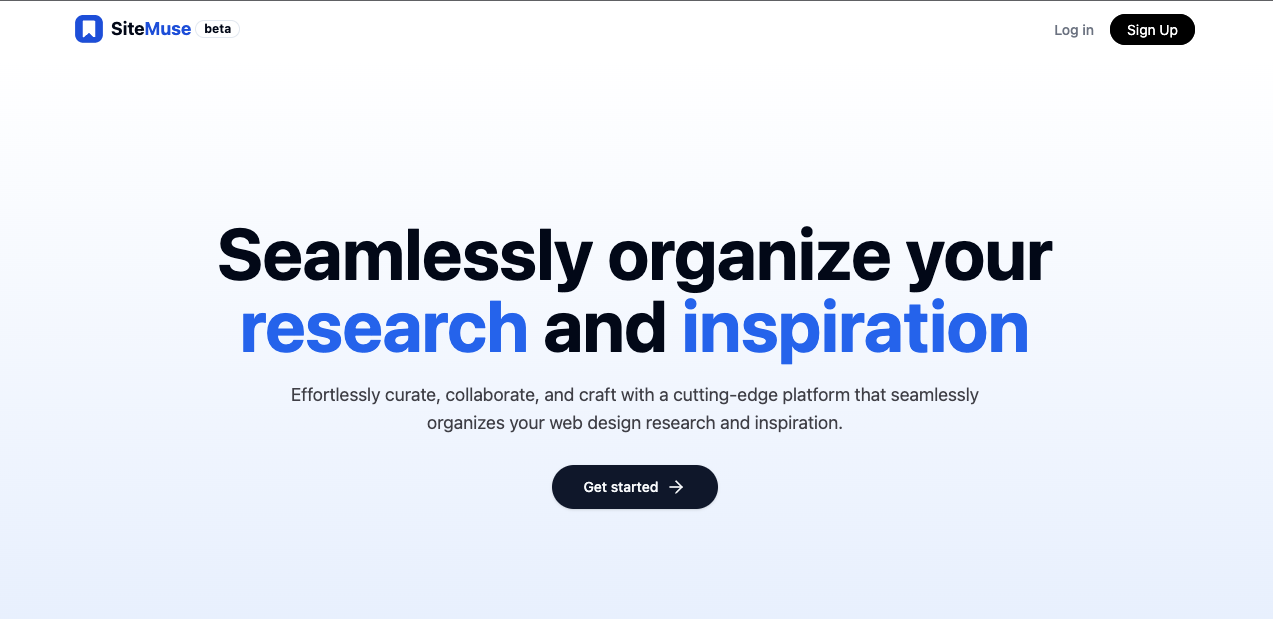 SiteMuse beta
Log in
Sign Up
Seamlessly organize your
research and inspiration
Effortlessly curate, collaborate, and craft with a cutting-edge platform that seamlessly
organizes your web design research and inspiration.
Get started